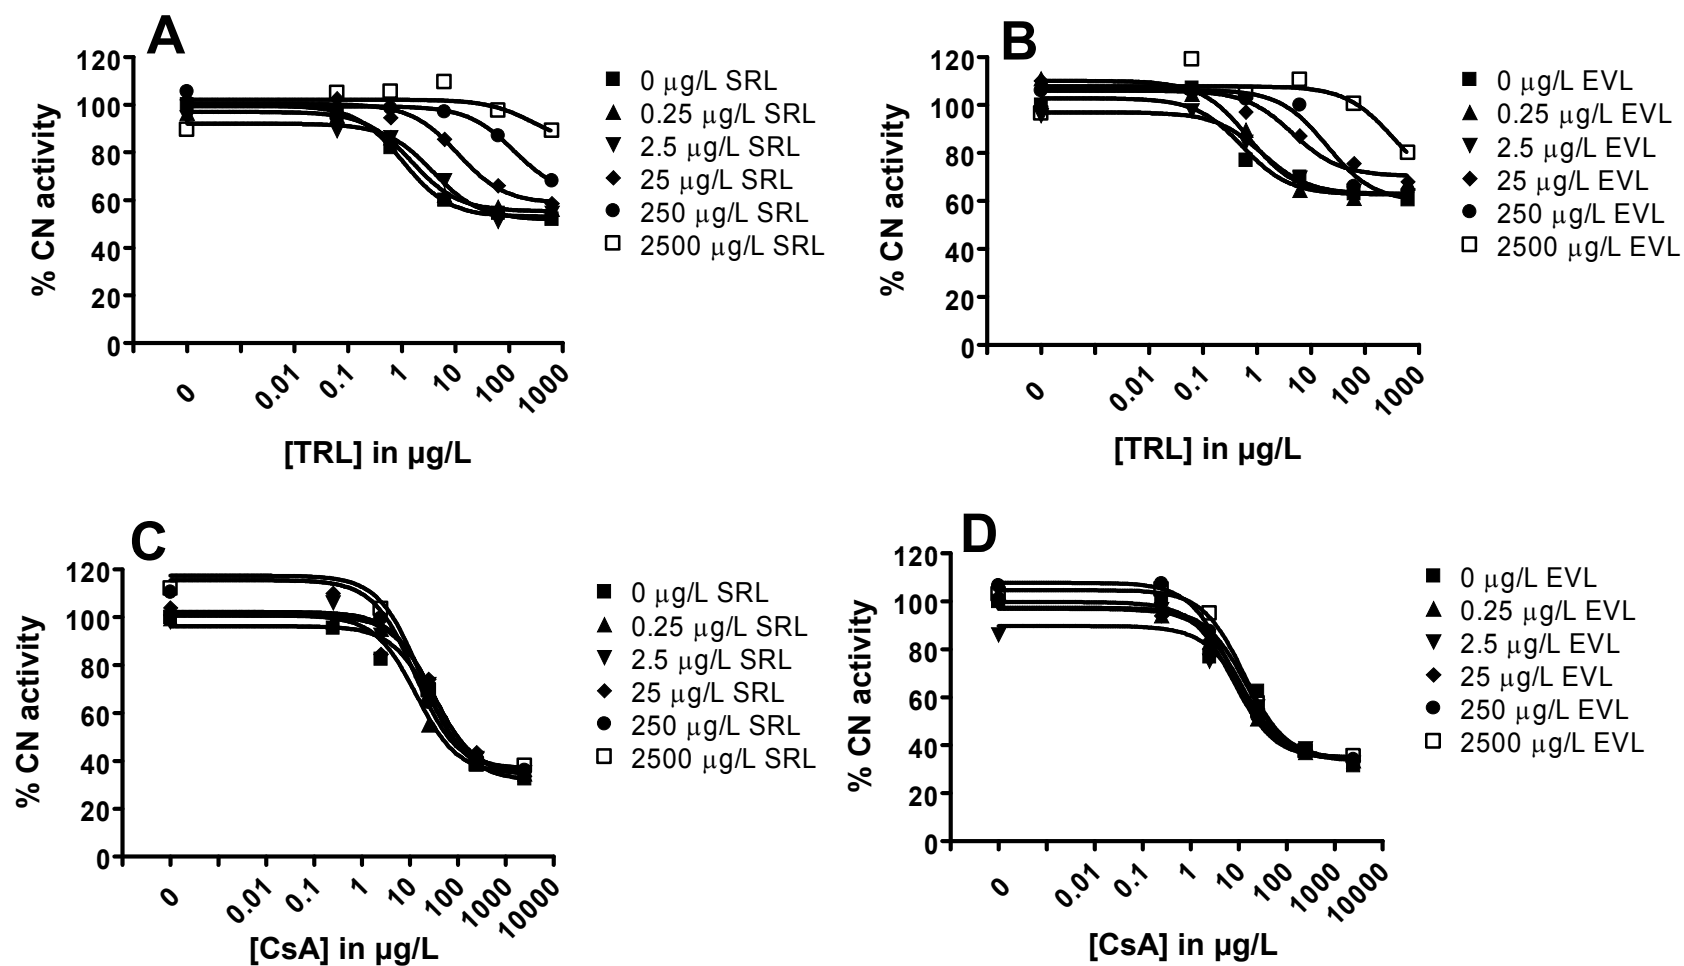 A
120
100
80
60
40
20
0
% CN activity
0
0.01
0.1
1
10
100
1000
[TRL] in µg/L
0 µg/L SRL
0.25 µg/L SRL
2.5 µg/L SRL
25 µg/L SRL
250 µg/L SRL
2500 µg/L SRL
B
120
100
80
60
40
20
0
% CN activity
0
0.01
0.1
1
10
100
1000
[TRL] in µg/L
0 µg/L EVL
0.25 µg/L EVL
2.5 µg/L EVL
25 µg/L EVL
250 µg/L EVL
2500 µg/L EVL
C
120
100
80
60
40
20
0
% CN activity
0
0.01
0.1
1
10
100
1000
10000
[CsA] in µg/L
0 µg/L SRL
0.25 µg/L SRL
2.5 µg/L SRL
25 µg/L SRL
250 µg/L SRL
2500 µg/L SRL
D
120
100
80
60
40
20
0
% CN activity
0
0.01
0.1
1
10
100
1000
10000
[CsA] in µg/L
0 µg/L EVL
0.25 µg/L EVL
2.5 µg/L EVL
25 µg/L EVL
250 µg/L EVL
2500 µg/L EVL